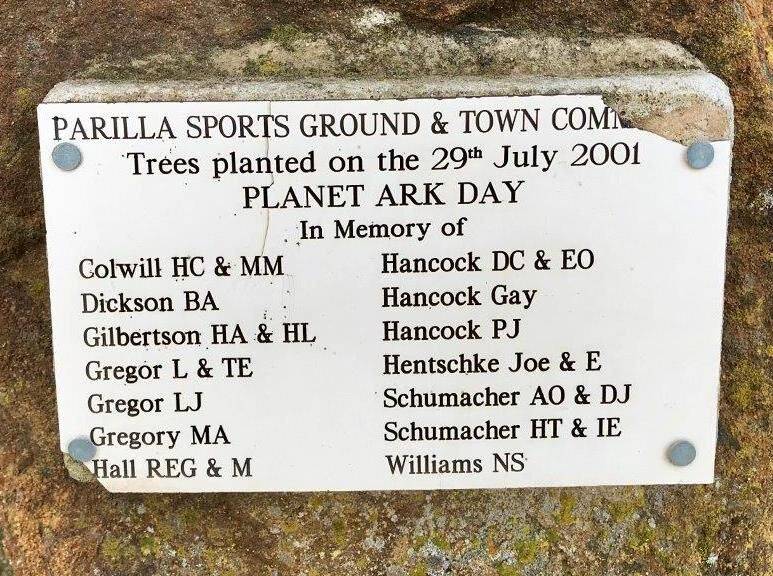 PARILLA SPORTS GROUND & TOWN
Trees planted on the 29th July 2001
PLANET ARK DAY
In Memory of
Colwill HC & MM
Dickson BA
Gilbertson HA & HL
Gregor L & TE
Gregor LJ
Gregory MA
Hall REG & M
Hancock DC & EO
Hancock Gay
Hancock PJ
Hentschke Joe & E
Schumacher AO & DJ
Schumacher HT & IE
Williams NS